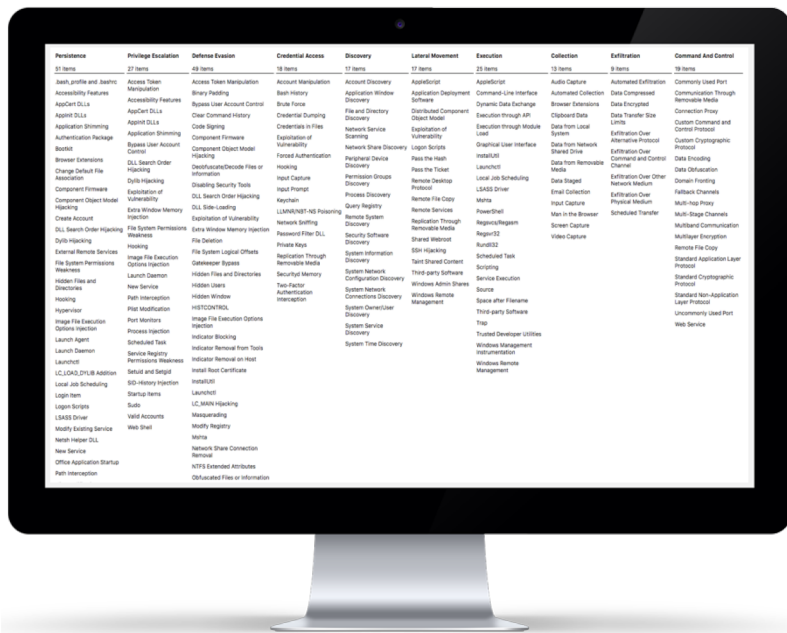 Persistence
51 items
.bash_profile and .bashrc
Accessibility Features
AppCert DLLs
AppInit DLLs
Application Shimming
Authentication Package
Bootkit
Browser Extensions
Change Default File
Association
Component Firmware
Component Object Model
Hijacking
Create Account
DLL Search Order Hijacking
Dylib Hijacking
External Remote Services
File System Permissions
Weakness
Hidden Files and
Directories
Hooking
Hypervisor
Image File Execution
Options Injection
Launch Agent
Launch Daemon
Launchctl
LC_LOAD_DYLIB Addition
Local Job Scheduling
Login Item
Logon Scripts
LSASS Driver
Modify Existing Service
Netsh Helper DLL
New Service
Office Application Startup
Path Interception
Privilege Escalation
27 items
Access Token
Manipulation
Accessibility Features
AppCert DLLs
AppInit DLLs
Application Shimming
Bypass User Account
Control
DLL Search Order
Hijacking
Dylib Hijacking
Exploitation of
Vulnerability
Extra Window Memory
Injection
File System Permissions
Weakness
Hooking
Image File Execution
Options Injection
Launch Daemon
New Service
Path Interception
Plist Modification
Port Monitors
Process Injection
Scheduled Task
Service Registry
Permissions Weakness
Setuid and Setgid
SID-History Injection
Startup Items
Sudo
Valid Accounts
Web Shell
Defense Evasion
49 items
Access Token Manipulation
Binary Padding
Bypass User Account Control
Clear Command History
Code Signing
Component Firmware
Component Object Model
Hijacking
Deobfuscate/Decode Files or
Information
Disabling Security Tools
DLL Search Order Hijacking
DLL Side-Loading
Exploitation of Vulnerability
Extra Window Memory Injection
File Deletion
File System Logical Offsets
Gatekeeper Bypass
Hidden Files and Directories
Hidden Users
Hidden Window
HISTCONTROL
Image File Execution Options
Injection
Indicator Blocking
Indicator Removal from Tools
Indicator Removal on Host
Install Root Certificate
InstallUtil
Launchctl
LC_MAIN Hijacking
Masquerading
Modify Registry
Mshta
Network Share Connection
Removal
NTFS Extended Attributes
Obfuscated Files or Information
Credential Access
18 items
Account Manipulation
Bash History
Brute Force
Credential Dumping
Credentials in Files
Exploitation of
Vulnerability
Forced Authentication
Hooking
Input Capture
Input Prompt
Keychain
LLMNR/NBT-NS Poisoning
Network Sniffing
Password Filter DLL
Private Keys
Replication Through
Removable Media
Securityd Memory
Two-Factor
Authentication
Interception
Discovery
17 items
Account Discovery
Application Window
Discovery
File and Directory
Discovery
Network Service
Scanning
Network Share Discovery
Peripheral Device
Discovery
Permission Groups
Discovery
Process Discovery
Query Registry
Remote System
Discovery
Security Software
Discovery
System Information
Discovery
System Network
Configuration Discovery
System Network
Connections Discovery
System Owner/User
Discovery
System Service
Discovery
System Time Discovery
Lateral Movement
17 items
AppleScript
Application Deployment
Software
Distributed Component
Object Model
Exploitation of
Vulnerability
Logon Scripts
Pass the Hash
Pass the Ticket
Remote Desktop
Protocol
Remote File Copy
Remote Services
Replication Through
Removable Media
Shared Webroot
SSH Hijacking
Taint Shared Content
Third-party Software
Windows Admin Shares
Windows Remote
Management
Execution
25 items
AppleScript
Command-Line Interface
Dynamic Data Exchange
Execution through API
Execution through Module
Load
Graphical User Interface
InstallUtil
Launchctl
Local Job Scheduling
LSASS Driver
Mshta
PowerShell
Regsvcs/Regasm
Regsvr32
Rundll32
Scheduled Task
Scripting
Service Execution
Source
Space after Filename
Third-party Software
Trap
Trusted Developer Utilities
Windows Management
Instrumentation
Windows Remote
Management
Collection
13 items
Audio Capture
Automated Collection
Browser Extensions
Clipboard Data
Data from Local
System
Data from Network
Shared Drive
Data from Removable
Media
Data Staged
Email Collection
Input Capture
Man in the Browser
Screen Capture
Video Capture
Exfiltration
9 items
Automated Exfiltration
Data Compressed
Data Encrypted
Data Transfer Size
Limits
Exfiltration Over
Alternative Protocol
Exfiltration Over
Command and Control
Channel
Exfiltration Over Other
Network Medium
Exfiltration Over
Physical Medium
Scheduled Transfer
Command And Control
19 items
Commonly Used Port
Communication Through
Removable Media
Connection Proxy
Custom Command and
Control Protocol
Custom Cryptographic
Protocol
Data Encoding
Data Obfuscation
Domain Fronting
Fallback Channels
Multi-hop Proxy
Multi-Stage Channels
Multiband Communication
Multilayer Encryption
Remote File Copy
Standard Application Layer
Protocol
Standard Cryptographic
Protocol
Standard Non-Application
Layer Protocol
Uncommonly Used Port
Web Service